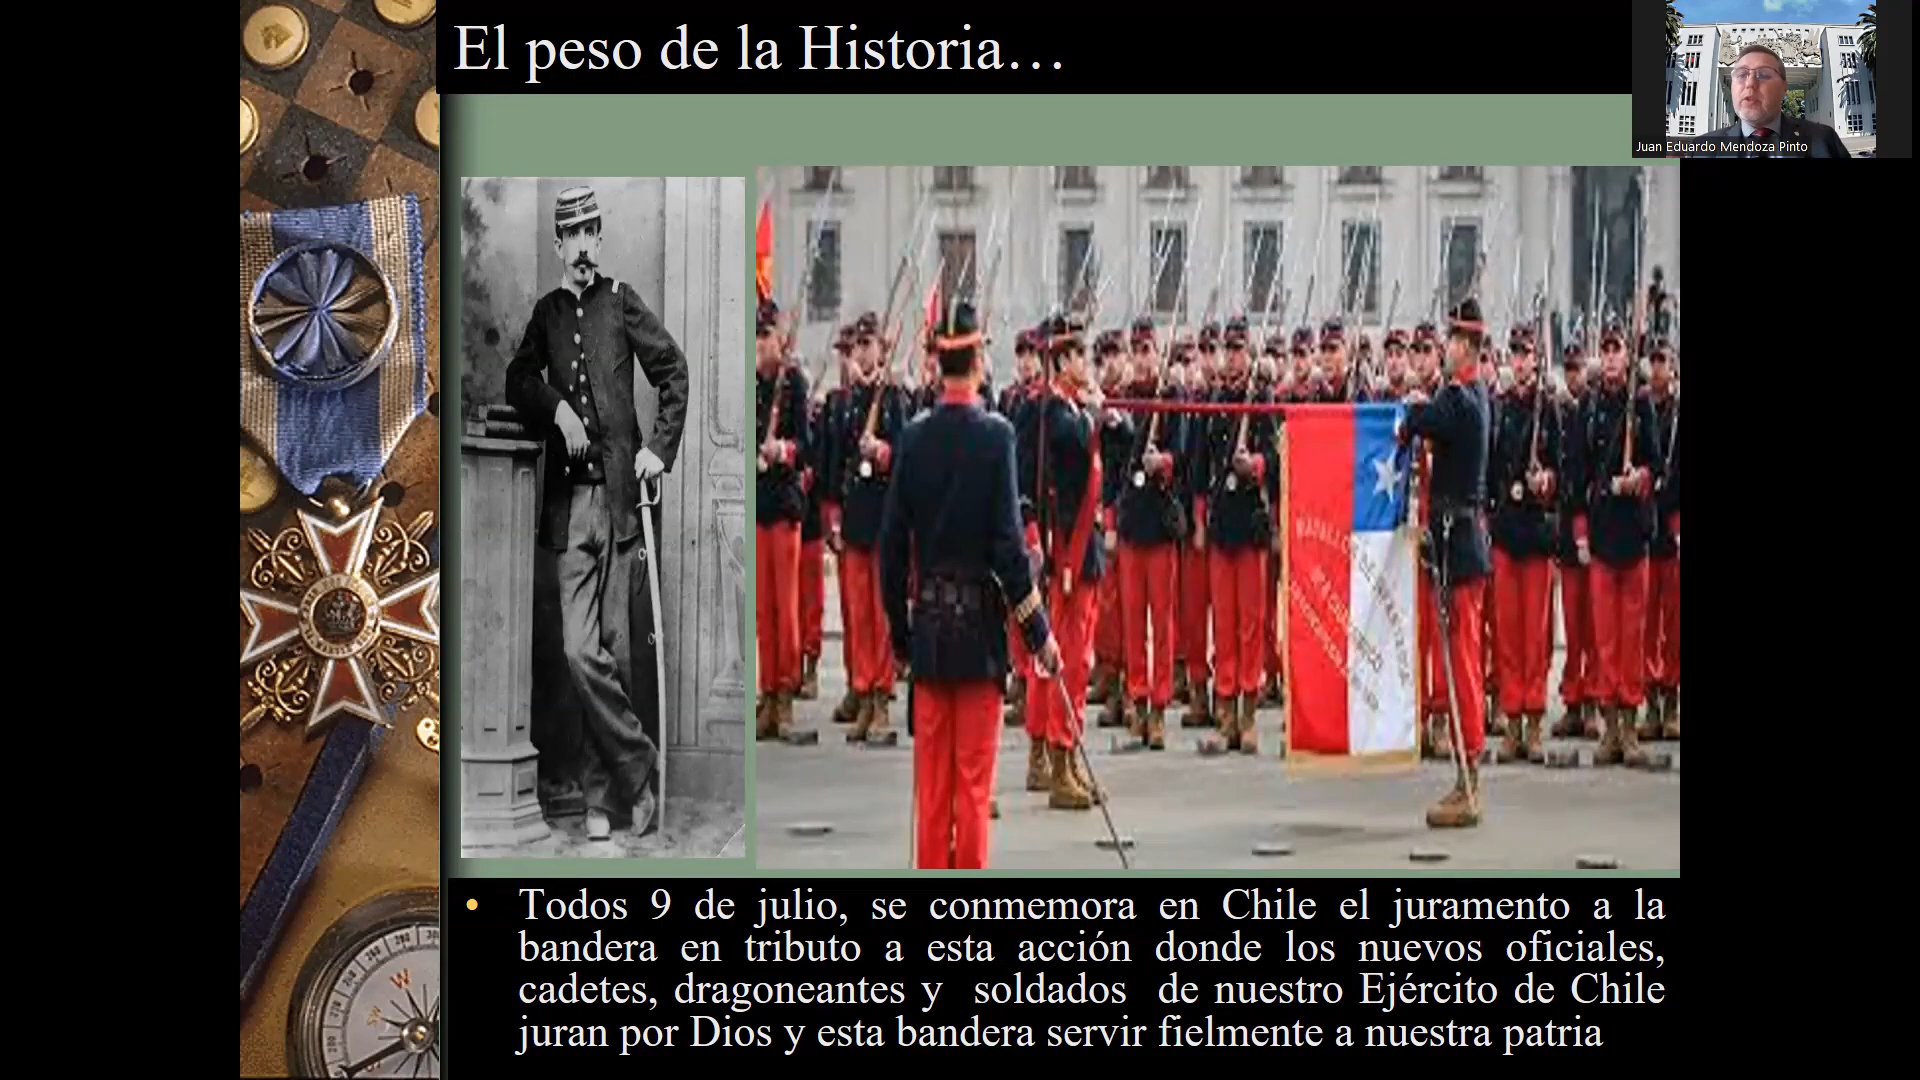 El peso de la Historia…
Juan Eduardo Mendoza Pinto
• Todos 9 de julio, se conmemora en Chile el juramento a la
bandera en tributo a esta acción donde los nuevos oficiales,
cadetes, dragoneantes y soldados de nuestro Ejército de Chile
juran por Dios y esta bandera servir fielmente a nuestra patria
W